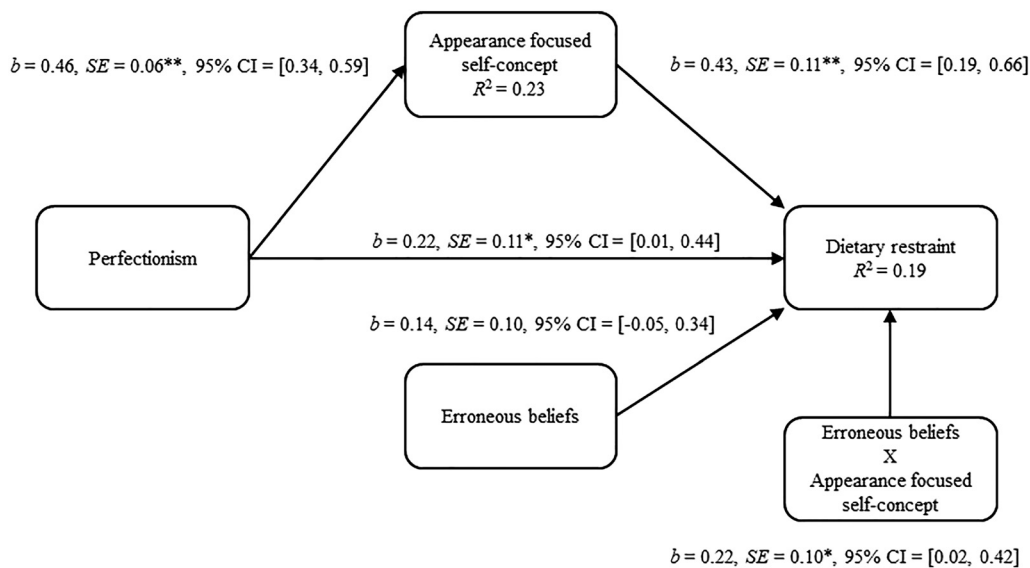 Appearance focused
self-concept
R² = 0.23
b = 0.46, SE = 0.06**, 95% CI = [0.34, 0.59]
b = 0.43, SE = 0.11**, 95% CI = [0.19, 0.66]
Perfectionism
b = 0.22, SE = 0.11*, 95% CI = [0.01, 0.44]
Dietary restraint
R² = 0.19
b = 0.14, SE = 0.10, 95% CI = [-0.05, 0.34]
Erroneous beliefs
Erroneous beliefs
X
Appearance focused
self-concept
b = 0.22, SE = 0.10*, 95% CI = [0.02, 0.42]